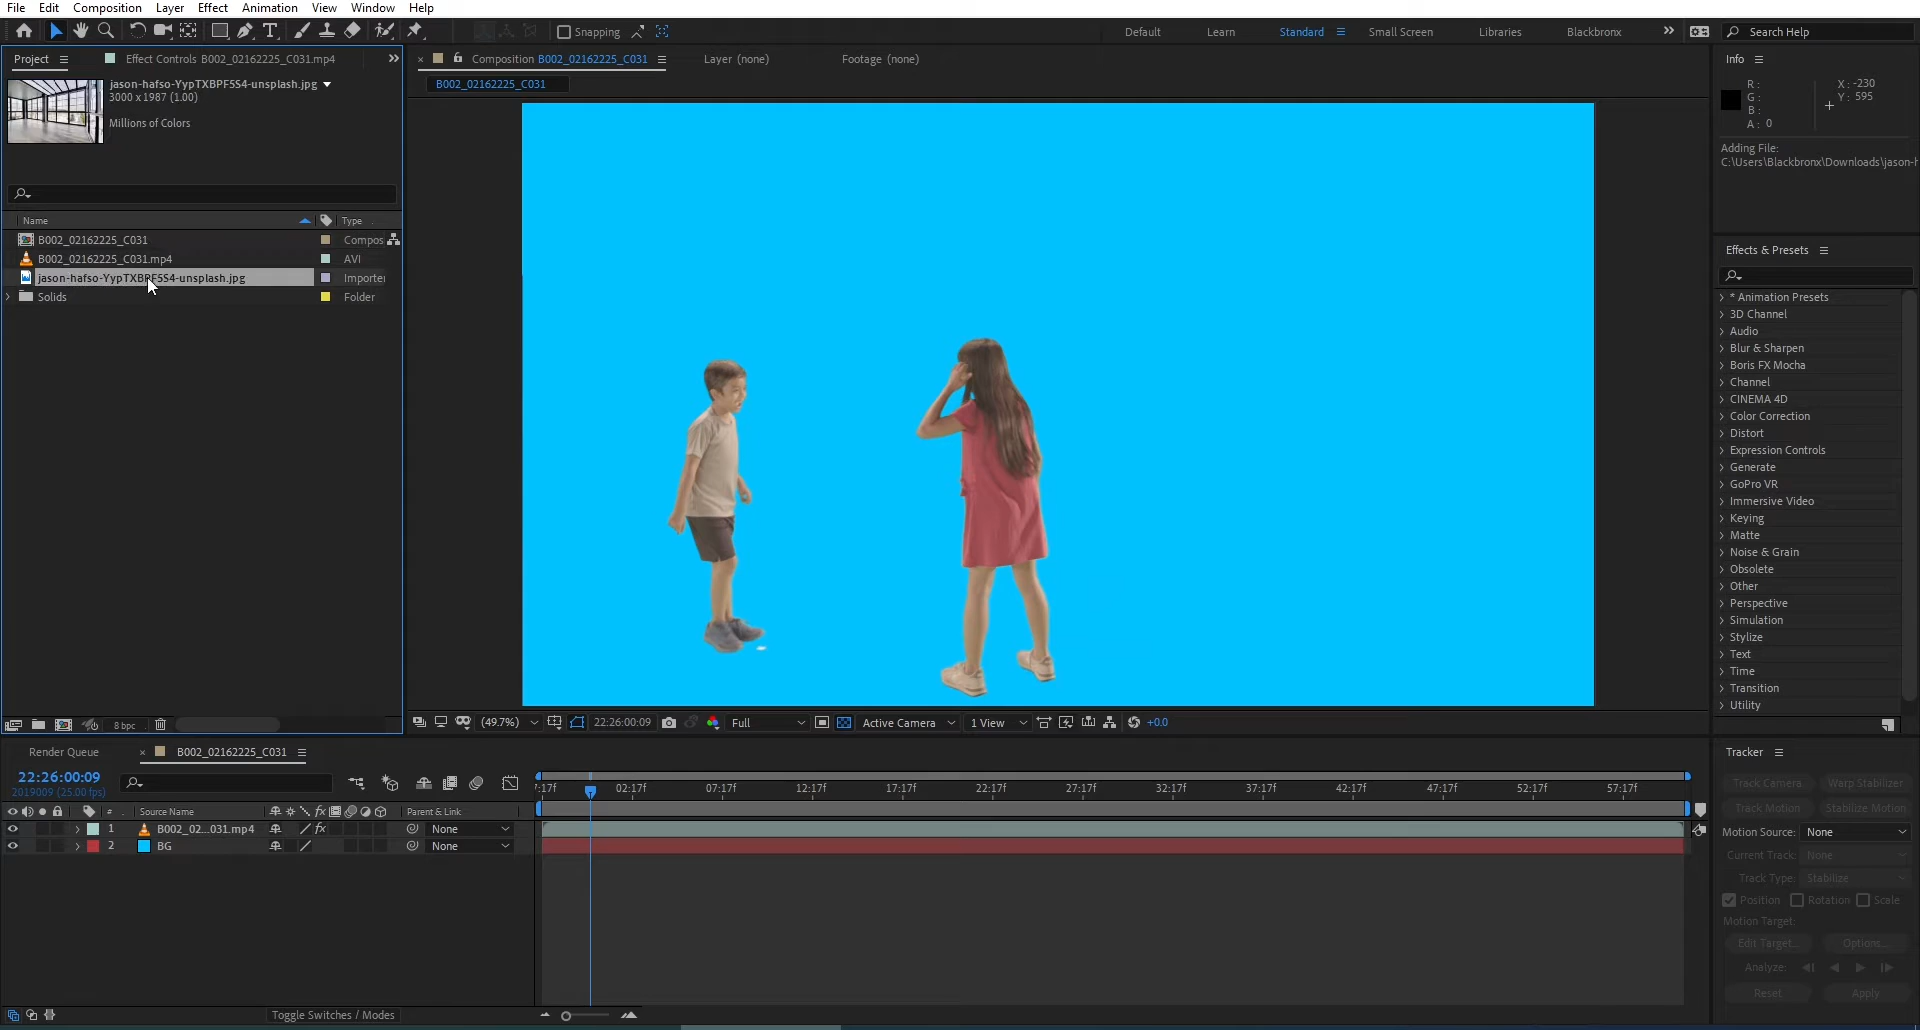 File Edit Composition Layer Effect Animation View Window Help
Snapping
Default Learn Standard Small Screen Libraries Blackbronx Search Help
Project Effect Controls B002_02162225_C031.mp4
jason-hafso-YypTXBPF5S4-unsplash.jpg
3000 x 1987 (1.00)
Millions of Colors
Name Type
B002_02162225_C031 Compos
B002_02162225_C031.mp4 AVI
jason-hafso-YypTXBPF5S4-unsplash.jpg Importer
Solids Folder
8 bpc
Composition B002_02162225_C031 Layer (none) Footage (none)
B002_02162225_C031
(49.7%) 22:26:00:09 Full Active Camera 1 View +0.0
Info
R: X: -230
G: Y: 595
B:
A: 0
Adding File:
C:\Users\Blackbronx\Downloads\jason-h
Effects & Presets
* Animation Presets
3D Channel
Audio
Blur & Sharpen
Boris FX Mocha
Channel
CINEMA 4D
Color Correction
Distort
Expression Controls
Generate
GoPro VR
Immersive Video
Keying
Matte
Noise & Grain
Obsolete
Other
Perspective
Simulation
Stylize
Text
Time
Transition
Utility
Render Queue B002_02162225_C031
22:26:00:09
2019009 (25.00 fps)
# Source Name fx Parent & Link
1 B002_02...031.mp4 fx None
2 BG None
:17f 02:17f 07:17f 12:17f 17:17f 22:17f 27:17f 32:17f 37:17f 42:17f 47:17f 52:17f 57:17f
Toggle Switches / Modes
Tracker
Track Camera Warp Stabilizer
Track Motion Stabilize Motion
Motion Source: None
Current Track: None
Track Type: Stabilize
Position Rotation Scale
Motion Target:
Edit Target... Options...
Analyze:
Reset Apply